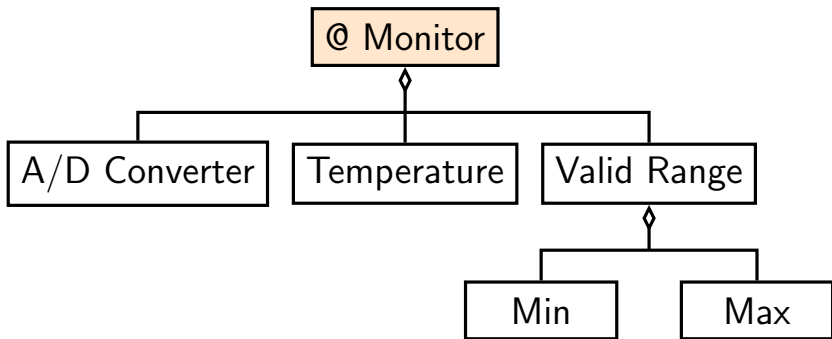 @ Monitor
A/D Converter
Temperature
Valid Range
Min
Max